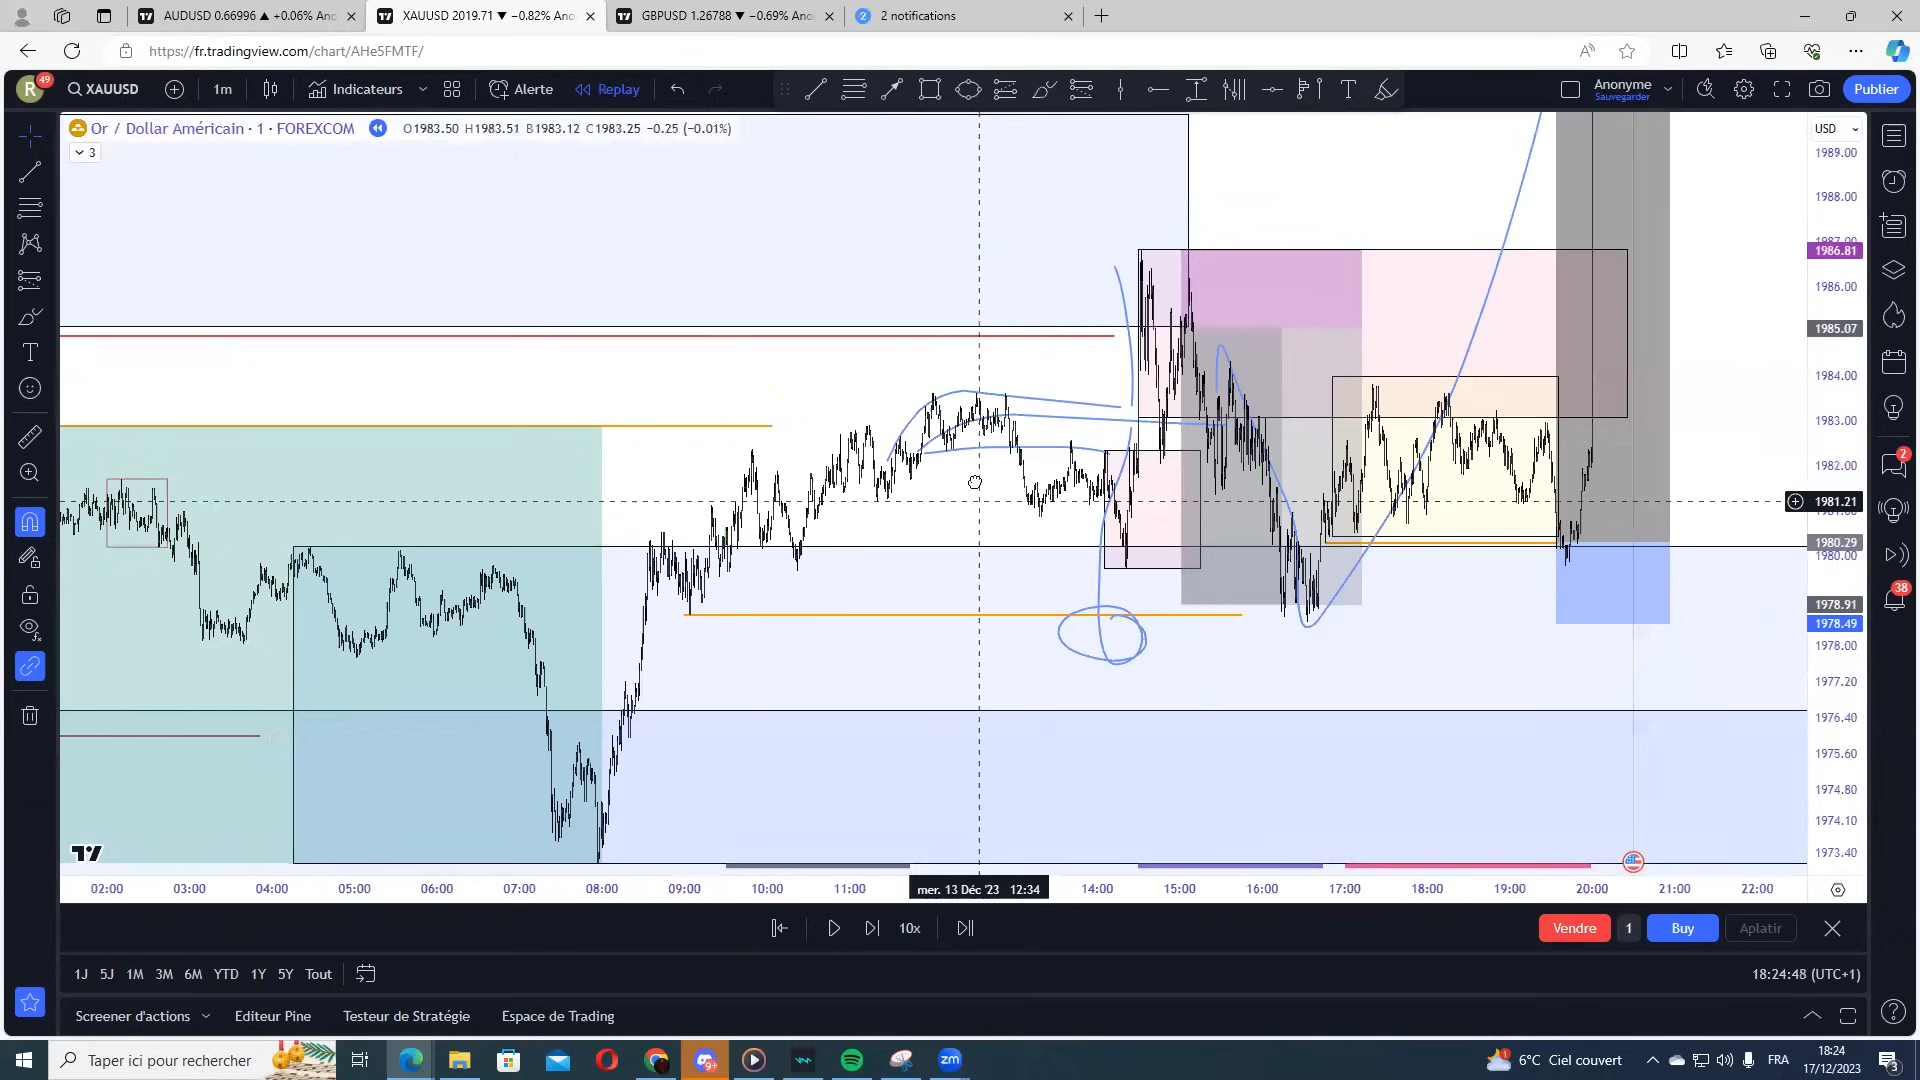 AUDUSD 0.66996 ▲ +0.06% Ano
XAUUSD 2019.71 ▼ −0.82% Ano
GBPUSD 1.26788 ▼ −0.69% Ano
2
2 notifications
https://fr.tradingview.com/chart/AHe5FMTF/
R
49
XAUUSD
1m
Indicateurs
Alerte
Replay
Anonyme
Sauvegarder
Publier
Or / Dollar Américain · 1 · FOREXCOM
O1983.50 H1983.51 B1983.12 C1983.25 −0.25 (−0.01%)
3
USD
1989.00
1988.00
1986.81
1986.00
1985.07
1984.00
1983.00
1982.00
1981.21
1980.29
1980.00
1978.91
1978.49
1978.00
1977.20
1976.40
1975.60
1974.80
1974.10
1973.40
2
38
02:00
03:00
04:00
05:00
06:00
07:00
08:00
09:00
10:00
11:00
mer. 13 Déc '23 12:34
14:00
15:00
16:00
17:00
18:00
19:00
20:00
21:00
22:00
10x
Vendre
1
Buy
Aplatir
1J
5J
1M
3M
6M
YTD
1Y
5Y
Tout
18:24:48 (UTC+1)
Screener d'actions
Editeur Pine
Testeur de Stratégie
Espace de Trading
Taper ici pour rechercher
9+
zm
1
6°C Ciel couvert
FRA
18:24
17/12/2023
3